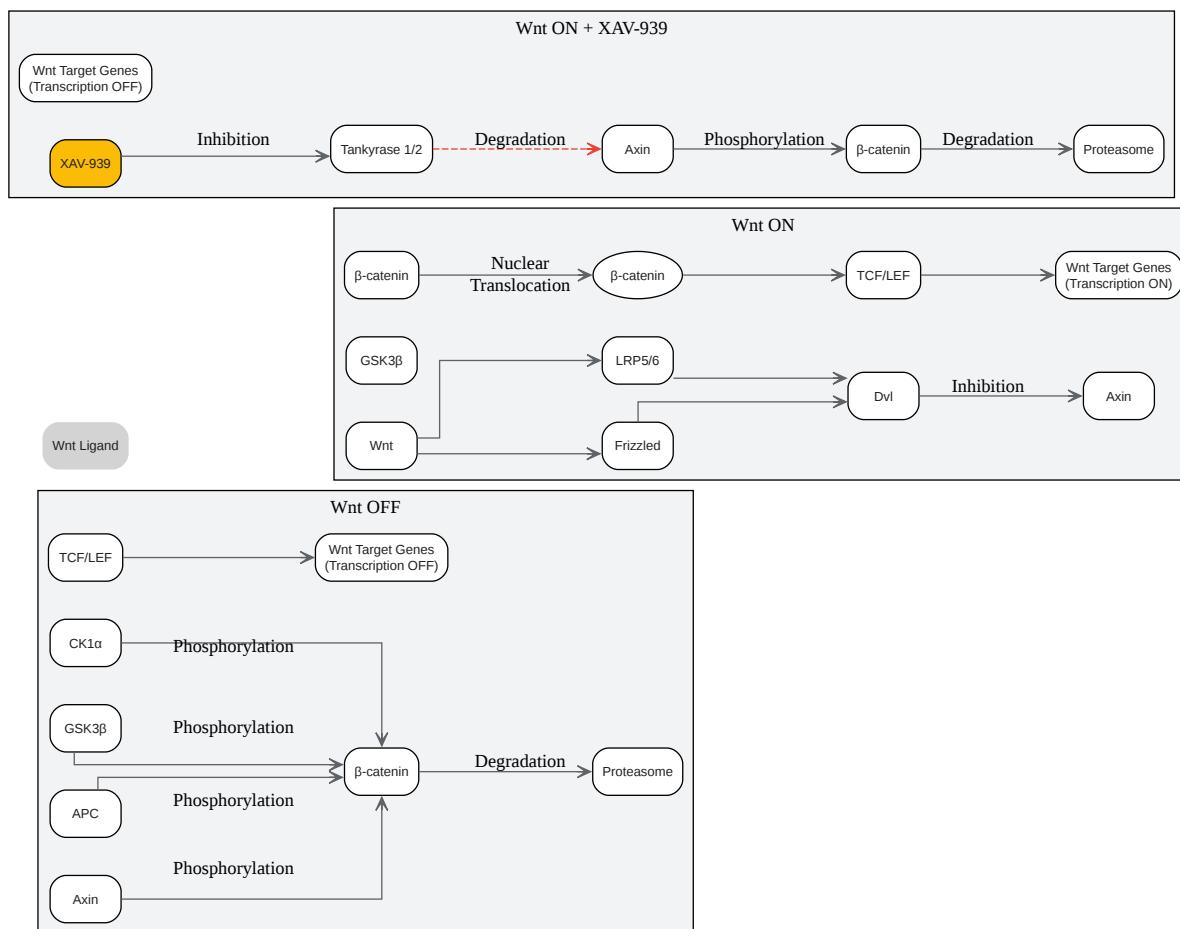 Wnt ON + XAV-939
Wnt Target Genes
(Transcription OFF)
XAV-939
Inhibition
Tankyrase 1/2
Degradation
Axin
Phosphorylation
β-catenin
Degradation
Proteasome
Wnt ON
β-catenin
Nuclear
Translocation
β-catenin
TCF/LEF
Wnt Target Genes
(Transcription ON)
GSK3β
LRP5/6
Dvl
Inhibition
Axin
Wnt
Frizzled
Wnt Ligand
Wnt OFF
TCF/LEF
Wnt Target Genes
(Transcription OFF)
CK1α
Phosphorylation
GSK3β
Phosphorylation
β-catenin
Degradation
Proteasome
APC
Phosphorylation
Phosphorylation
Axin